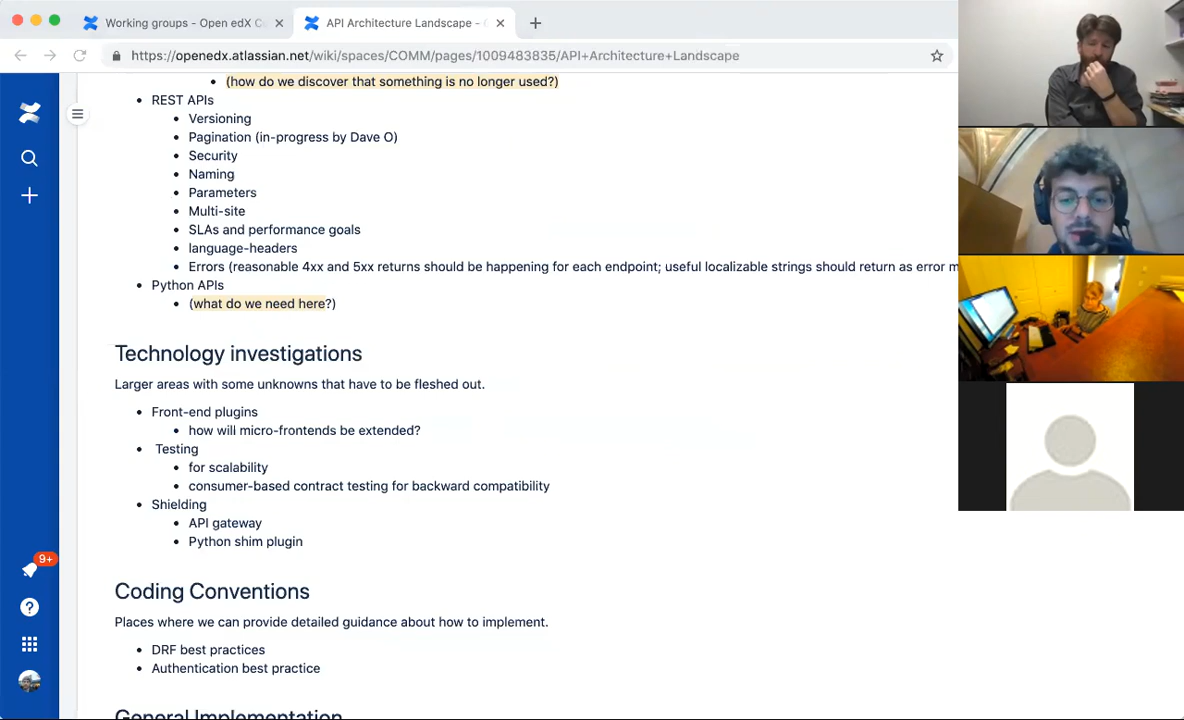 Working groups - Open edX C
API Architecture Landscape -
https://openedx.atlassian.net/wiki/spaces/COMM/pages/1009483835/API+Architecture+Landscape
(how do we discover that something is no longer used?)
REST APIs
Versioning
Pagination (in-progress by Dave O)
Security
Naming
Parameters
Multi-site
SLAs and performance goals
language-headers
Errors (reasonable 4xx and 5xx returns should be happening for each endpoint; useful localizable strings should return as error m
Python APIs
(what do we need here?)
Technology investigations
Larger areas with some unknowns that have to be fleshed out.
Front-end plugins
how will micro-frontends be extended?
Testing
for scalability
consumer-based contract testing for backward compatibility
Shielding
API gateway
Python shim plugin
9+
Coding Conventions
Places where we can provide detailed guidance about how to implement.
DRF best practices
Authentication best practice
General Implementation